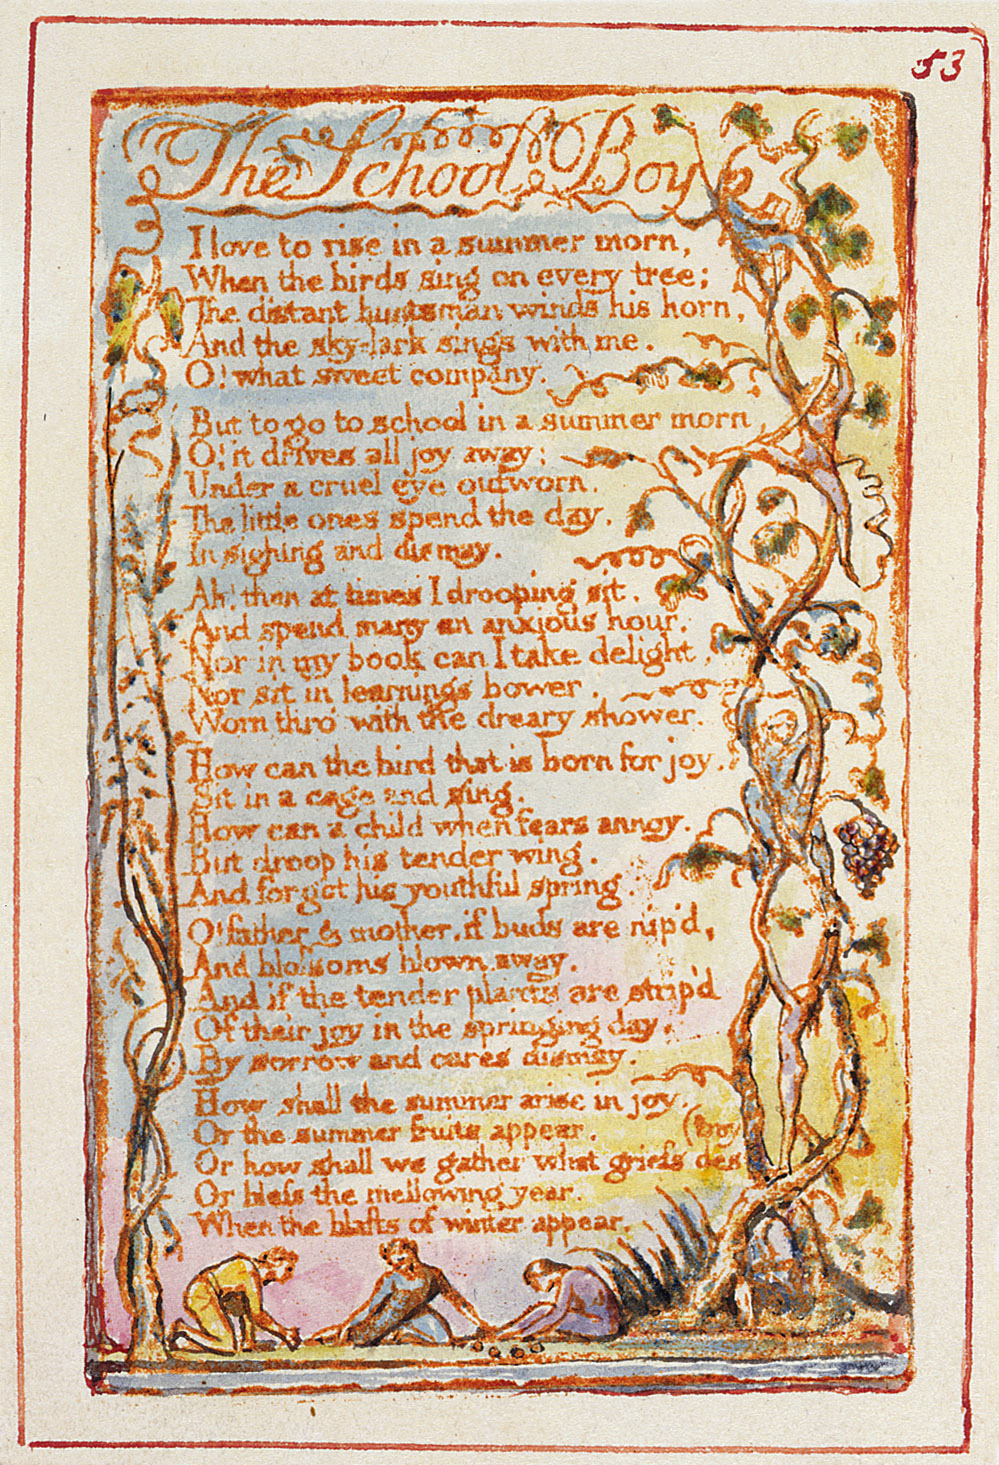 53
The School Boy
I love to rise in a summer morn,
When the birds sing on every tree;
The distant huntsman winds his horn,
And the sky-lark sings with me.
O! what sweet company.
But to go to school in a summer morn,
O! it drives all joy away;
Under a cruel eye outworn.
The little ones spend the day,
In sighing and dismay.
Ah! then at times I drooping sit,
And spend many an anxious hour.
Nor in my book can I take delight,
Nor sit in learnings bower,
Worn thro' with the dreary shower.
How can the bird that is born for joy,
Sit in a cage and sing.
How can a child when fears annoy.
But droop his tender wing.
And forget his youthful spring.
O! father & mother, if buds are nip'd,
And blossoms blown away,
And if the tender plants are strip'd
Of their joy in the springing day,
By sorrow and cares dismay.
How shall the summer arise in joy,
Or the summer fruits appear.
(troy
Or how shall we gather what griefs des
Or bless the mellowing year.
When the blasts of winter appear.